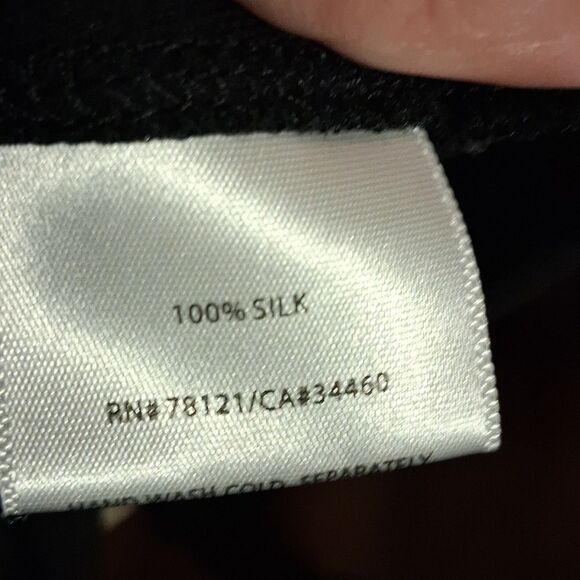 100% SILK
RN# 78121/CA#34460
HAND WASH COLD, SEPARATELY